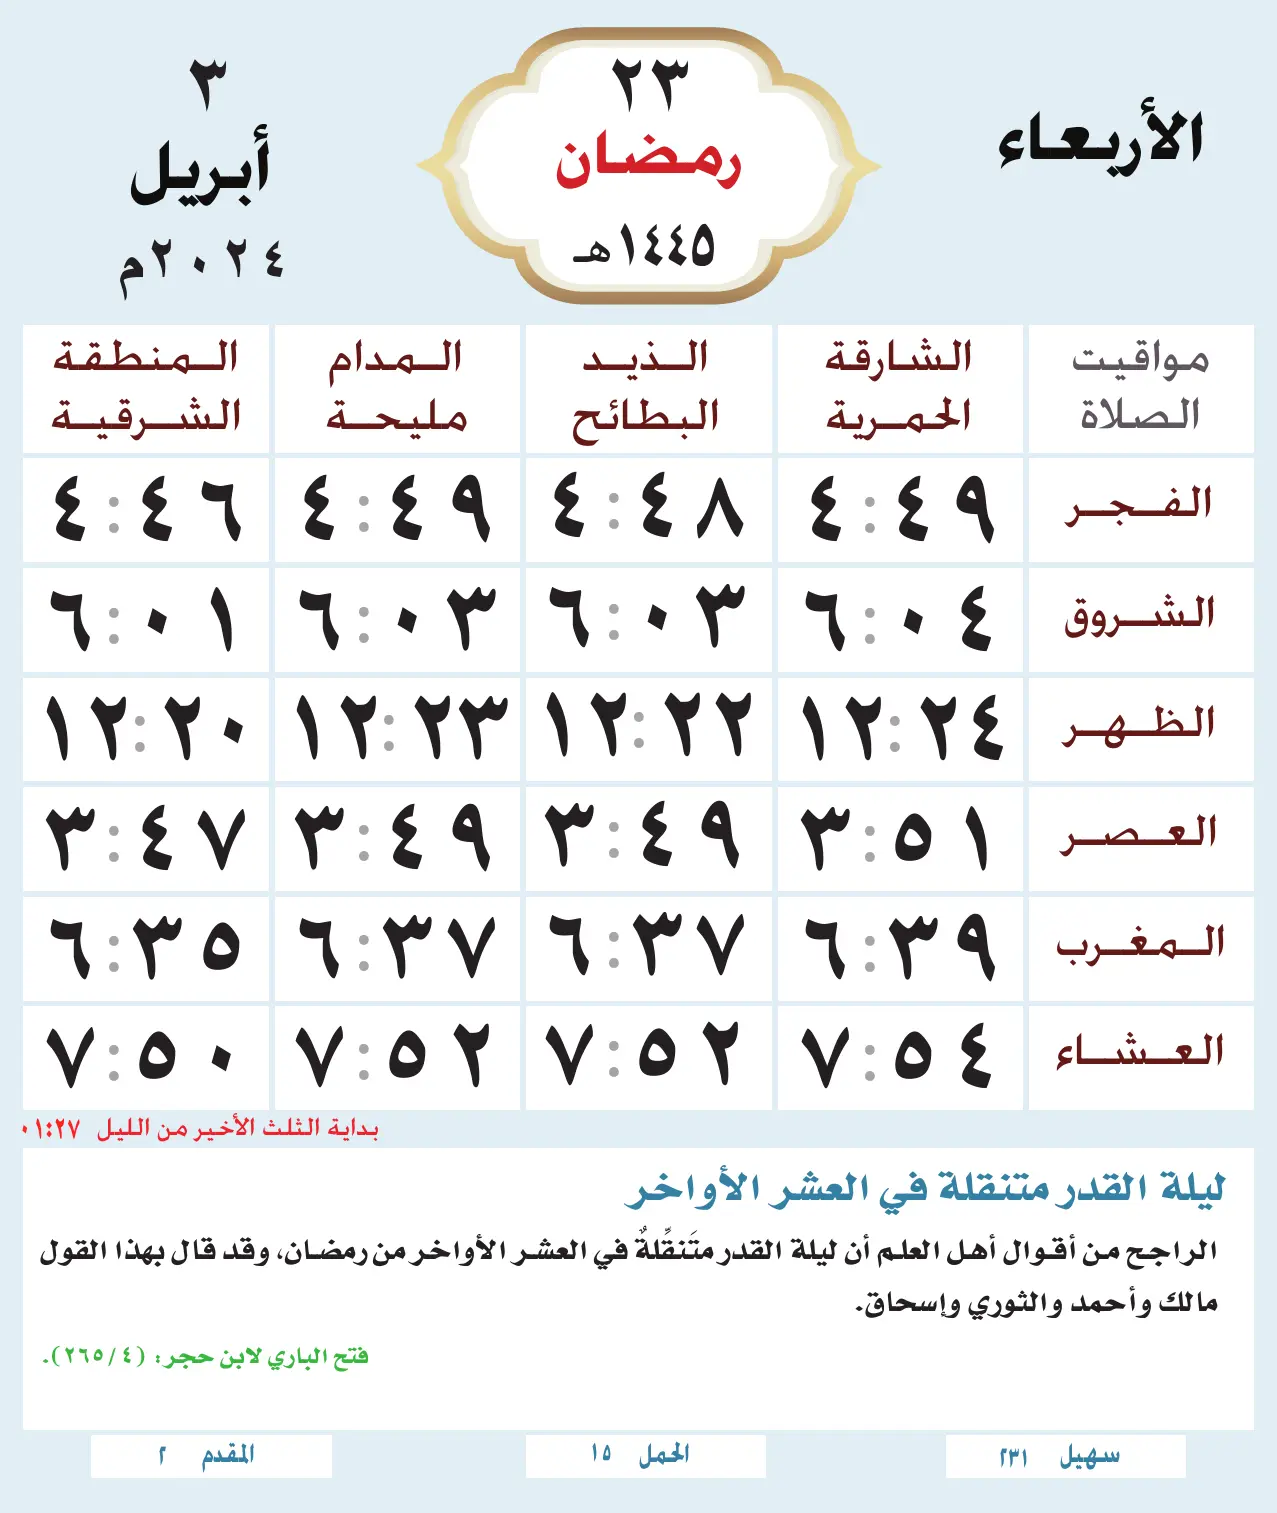 الأربعاء
٢٣
رمضان
١٤٤٥هـ
٣
أبريل
٢٠٢٤م
مواقيت الصلاة
الشارقة الحمرية
الذيد البطائح
المدام مليحة
المنطقة الشرقية
الفجر ٤:٤٩ ٤:٤٨ ٤:٤٩ ٤:٤٦
الشروق ٦:٠٤ ٦:٠٣ ٦:٠٣ ٦:٠١
الظهر ١٢:٢٤ ١٢:٢٢ ١٢:٢٣ ١٢:٢٠
العصر ٣:٥١ ٣:٤٩ ٣:٤٩ ٣:٤٧
المغرب ٦:٣٩ ٦:٣٧ ٦:٣٧ ٦:٣٥
العشاء ٧:٥٤ ٧:٥٢ ٧:٥٢ ٧:٥٠
بداية الثلث الأخير من الليل ٠١:٢٧
ليلة القدر متنقلة في العشر الأواخر
الراجح من أقوال أهل العلم أن ليلة القدر متَنقِّلةٌ في العشر الأواخر من رمضان، وقد قال بهذا القول
مالك وأحمد والثوري وإسحاق.
فتح الباري لابن حجر: (٢٦٥/٤).
سهيل ٢٣١
الحمل ١٥
المقدم ٢